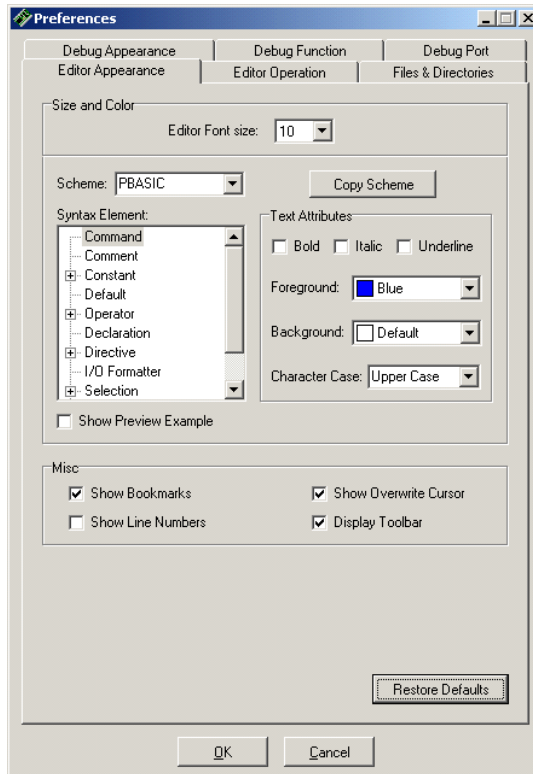 Preferences
Debug Appearance Debug Function Debug Port
Editor Appearance Editor Operation Files & Directories
Size and Color
Editor Font size: 10
Scheme: PBASIC Copy Scheme
Syntax Element:
Command
Comment
Constant
Default
Operator
Declaration
Directive
I/O Formatter
Selection
Text Attributes
Bold Italic Underline
Foreground: Blue
Background: Default
Character Case: Upper Case
Show Preview Example
Misc
Show Bookmarks Show Overwrite Cursor
Show Line Numbers Display Toolbar
Restore Defaults
OK Cancel